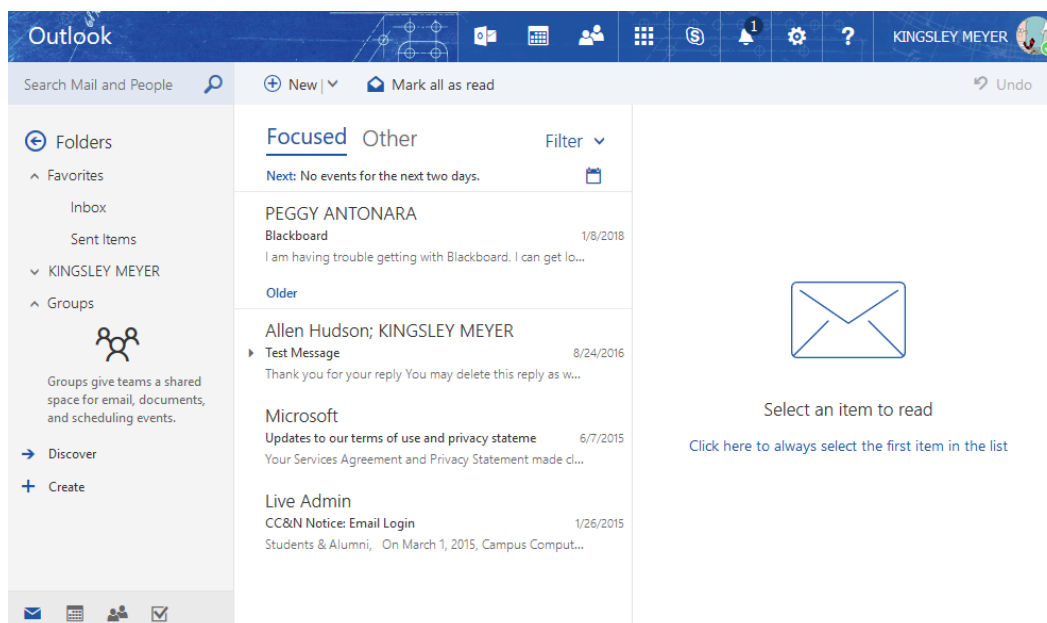 Outlook
1
?
KINGSLEY MEYER
Search Mail and People
New
Mark all as read
Undo
Folders
Favorites
Inbox
Sent Items
KINGSLEY MEYER
Groups
Groups give teams a shared
space for email, documents,
and scheduling events.
Discover
Create
Focused Other
Filter
Next: No events for the next two days.
PEGGY ANTONARA
Blackboard 1/8/2018
I am having trouble getting with Blackboard. I can get lo...
Older
Allen Hudson; KINGSLEY MEYER
Test Message 8/24/2016
Thank you for your reply You may delete this reply as w...
Microsoft
Updates to our terms of use and privacy stateme 6/7/2015
Your Services Agreement and Privacy Statement made cl...
Live Admin
CC&N Notice: Email Login 1/26/2015
Students & Alumni, On March 1, 2015, Campus Comput...
Select an item to read
Click here to always select the first item in the list